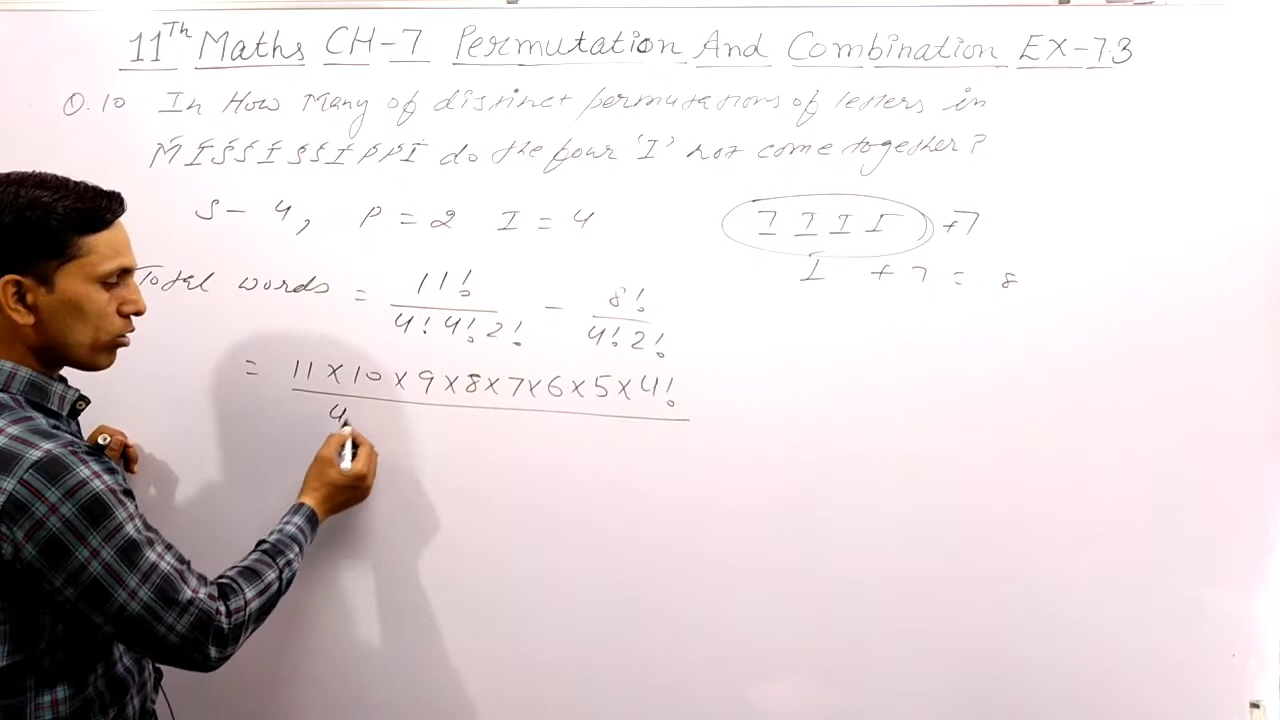 11Th Maths CH-7 Permutation And Combination EX-7.3
Q.10 In How Many of distinct permutations of letters in
MISSISSIPPI do the four 'I' not come together?
S - 4, P = 2 I = 4
I I I I + 7
I + 7 = 8
Total words = 11! / 4! 4! 2! - 8! / 4! 2!
= 11 × 10 × 9 × 8 × 7 × 6 × 5 × 4!
4